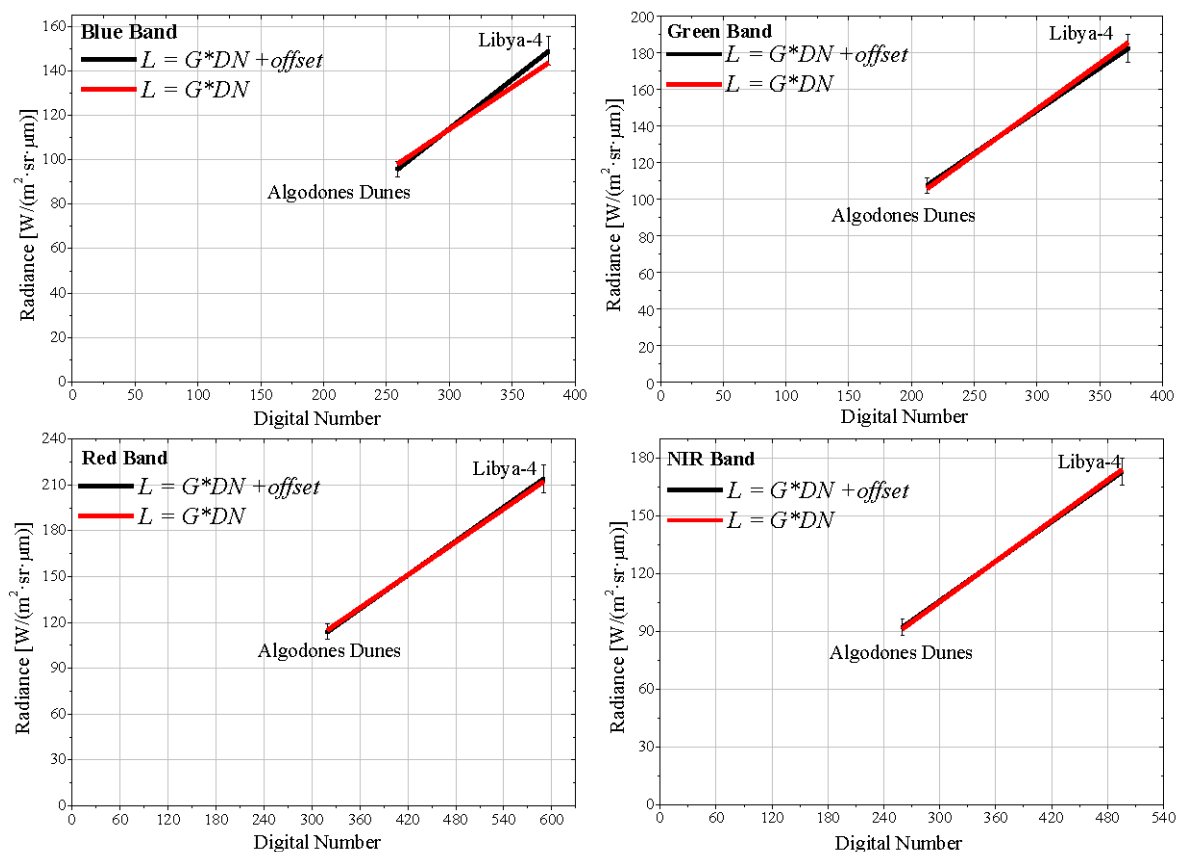 Blue Band
L = G*DN +offset
L = G*DN
Libya-4
Algodones Dunes
Radiance [W/(m²·sr·μm)]
160
140
120
100
80
60
40
20
0
0 50 100 150 200 250 300 350 400
Digital Number
Green Band
L = G*DN +offset
L = G*DN
Libya-4
Algodones Dunes
Radiance [W/(m²·sr·μm)]
200
180
160
140
120
100
80
60
40
20
0
0 50 100 150 200 250 300 350 400
Digital Number
Red Band
L = G*DN +offset
L = G*DN
Libya-4
Algodones Dunes
Radiance [W/(m²·sr·μm)]
240
210
180
150
120
90
60
30
0
0 60 120 180 240 300 360 420 480 540 600
Digital Number
NIR Band
L = G*DN +offset
L = G*DN
Libya-4
Algodones Dunes
Radiance [W/(m²·sr·μm)]
180
150
120
90
60
30
0
0 60 120 180 240 300 360 420 480 540
Digital Number